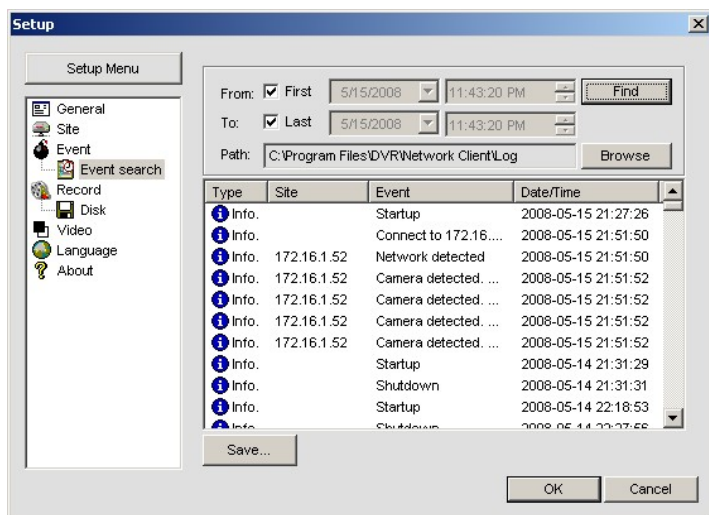 Setup
Setup Menu
General
Site
Event
Event search
Record
Disk
Video
Language
About
From: First 5/15/2008 11:43:20 PM Find
To: Last 5/15/2008 11:43:20 PM
Path: C:\Program Files\DVR\Network Client\Log Browse
Type Site Event Date/Time
Info. Startup 2008-05-15 21:27:26
Info. Connect to 172.16.... 2008-05-15 21:51:50
Info. 172.16.1.52 Network detected 2008-05-15 21:51:50
Info. 172.16.1.52 Camera detected. ... 2008-05-15 21:51:52
Info. 172.16.1.52 Camera detected. ... 2008-05-15 21:51:52
Info. 172.16.1.52 Camera detected. ... 2008-05-15 21:51:52
Info. 172.16.1.52 Camera detected. ... 2008-05-15 21:51:52
Info. Startup 2008-05-14 21:31:29
Info. Shutdown 2008-05-14 21:31:31
Info. Startup 2008-05-14 22:18:53
Info. Shutdown 2008-05-14 22:27:56
Save...
OK Cancel